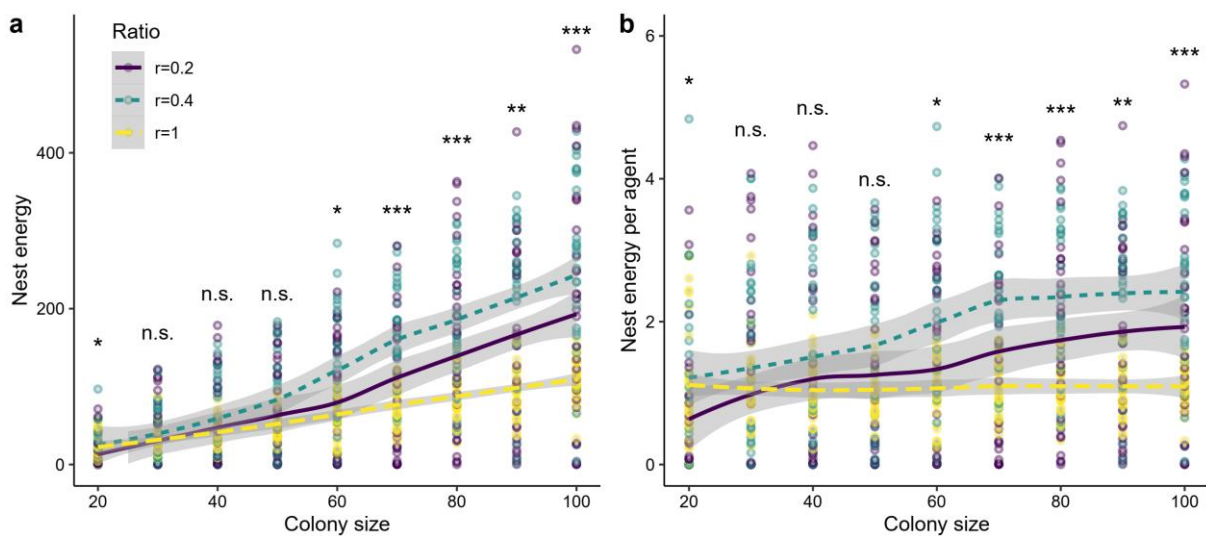 a
Ratio
r=0.2
r=0.4
r=1
Nest energy
400
200
0
*
n.s.
n.s.
n.s.
*
***
***
**
***
20
40
60
80
100
Colony size
b
Nest energy per agent
6
4
2
0
*
n.s.
n.s.
n.s.
*
***
***
**
***
20
40
60
80
100
Colony size